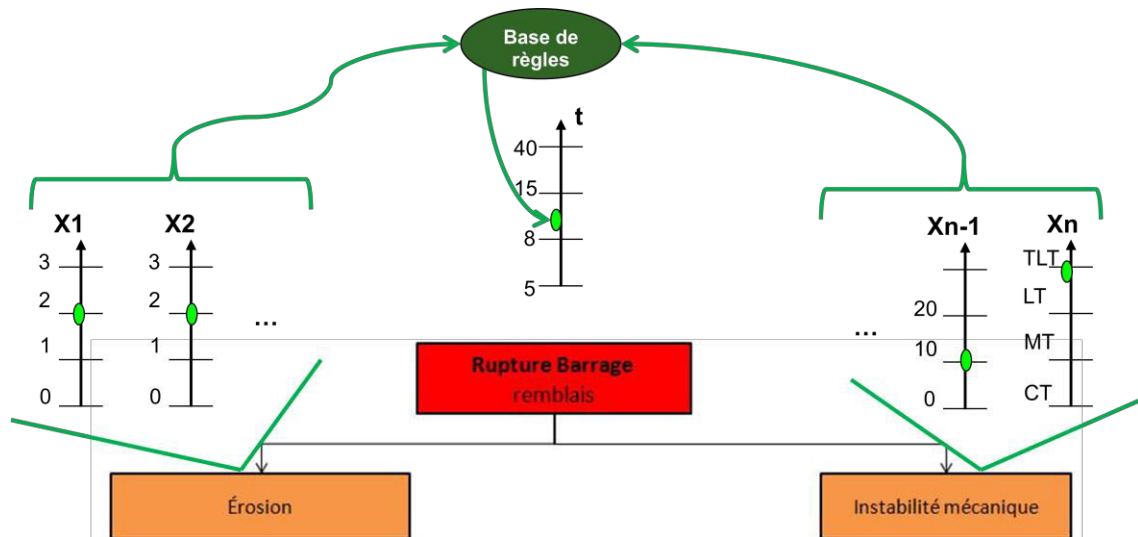 Base de
règles
t
40
15
8
5
X1
3
2
1
0
X2
3
2
1
0
...
...
Xn-1
20
10
0
Xn
TLT
LT
MT
CT
Rupture Barrage
remblais
Érosion
Instabilité mécanique